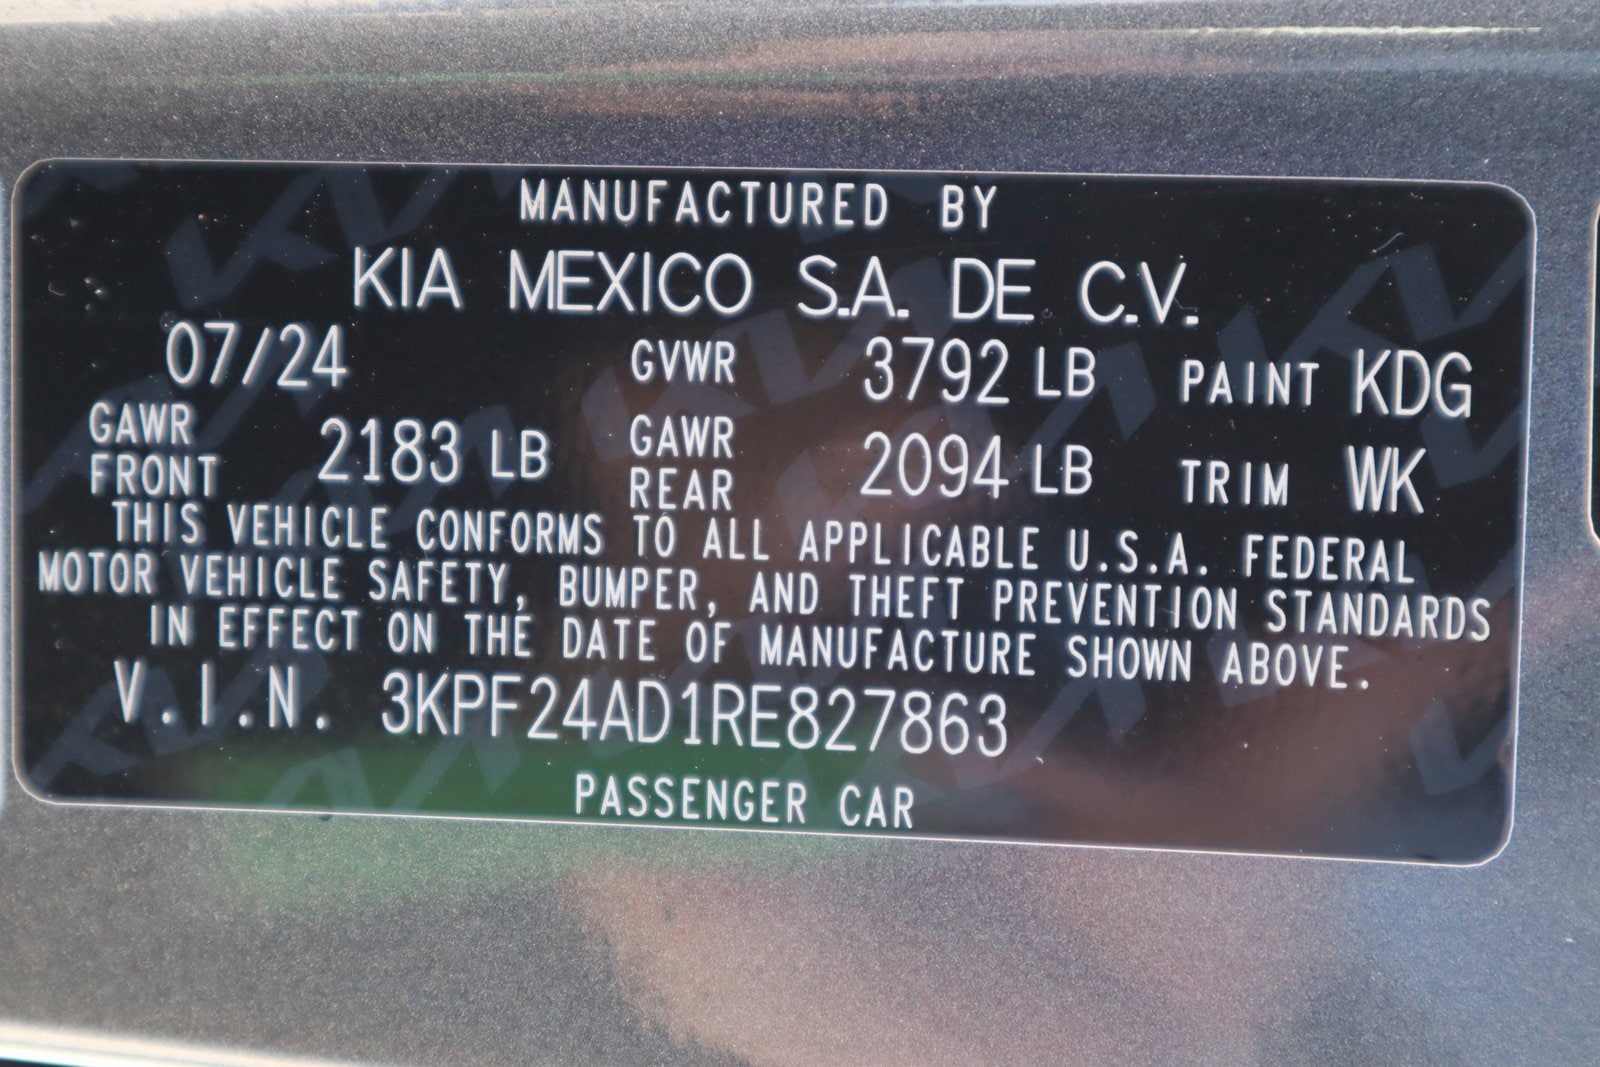 MANUFACTURED BY
KIA MEXICO S.A. DE C.V.
07/24 GVWR 3792 LB PAINT KDG
GAWR FRONT 2183 LB GAWR REAR 2094 LB TRIM WK
THIS VEHICLE CONFORMS TO ALL APPLICABLE U.S.A. FEDERAL
MOTOR VEHICLE SAFETY, BUMPER, AND THEFT PREVENTION STANDARDS
IN EFFECT ON THE DATE OF MANUFACTURE SHOWN ABOVE.
V.I.N. 3KPF24AD1RE827863
PASSENGER CAR